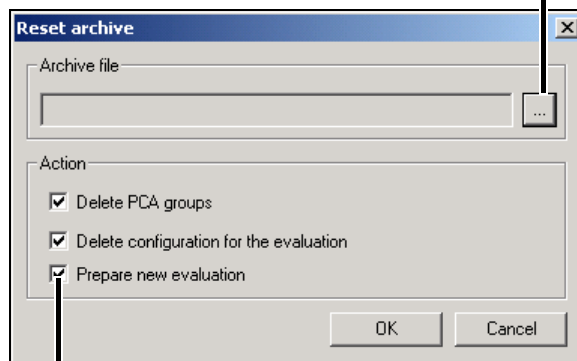 Reset archive
Archive file
...
Action
Delete PCA groups
Delete configuration for the evaluation
Prepare new evaluation
OK
Cancel